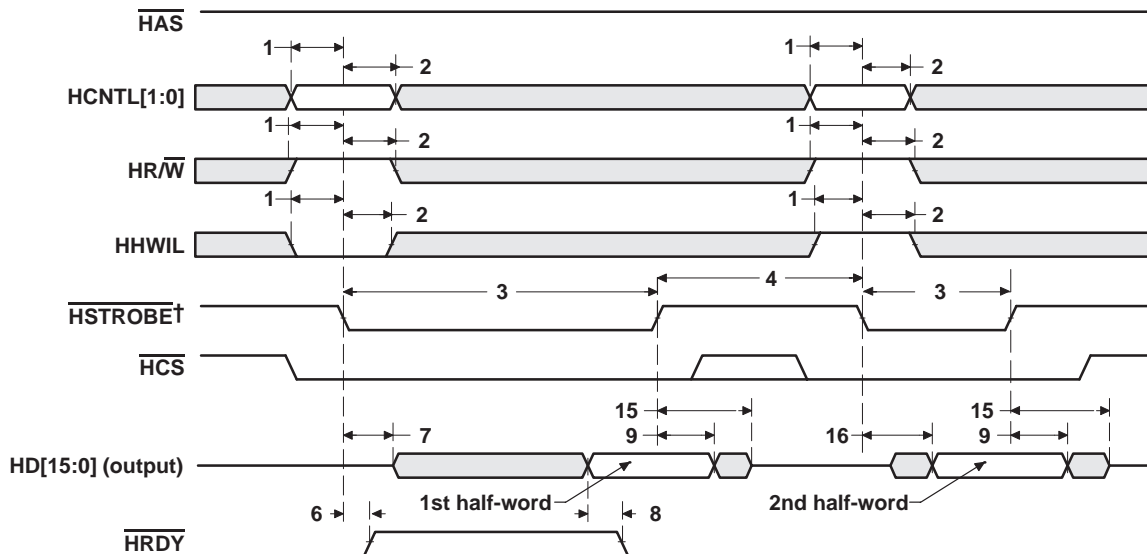 HAS
1
1
2
2
HCNTL[1:0]
1
1
2
2
HR/W
1
1
2
2
HHWIL
3
4
3
HSTROBE†
HCS
15
15
7
9
16
9
HD[15:0] (output)
1st half-word
2nd half-word
6
8
HRDY